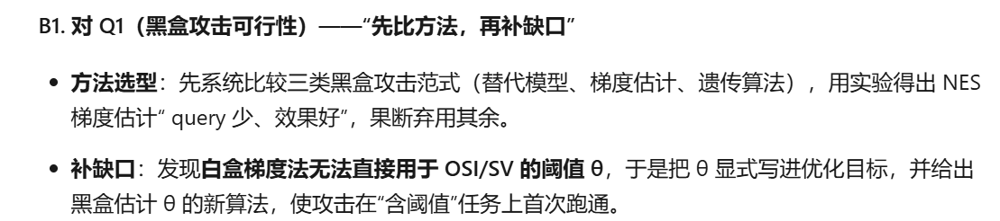 B1. 对 Q1（黑盒攻击可行性）——“先比方法，再补缺口”
• 方法选型：先系统比较三类黑盒攻击范式（替代模型、梯度估计、遗传算法），用实验得出 NES
梯度估计“ query 少、效果好”，果断弃用其余。
• 补缺口：发现白盒梯度法无法直接用于 OSI/SV 的阈值 θ，于是把 θ 显式写进优化目标，并给出
黑盒估计 θ 的新算法，使攻击在“含阈值”任务上首次跑通。